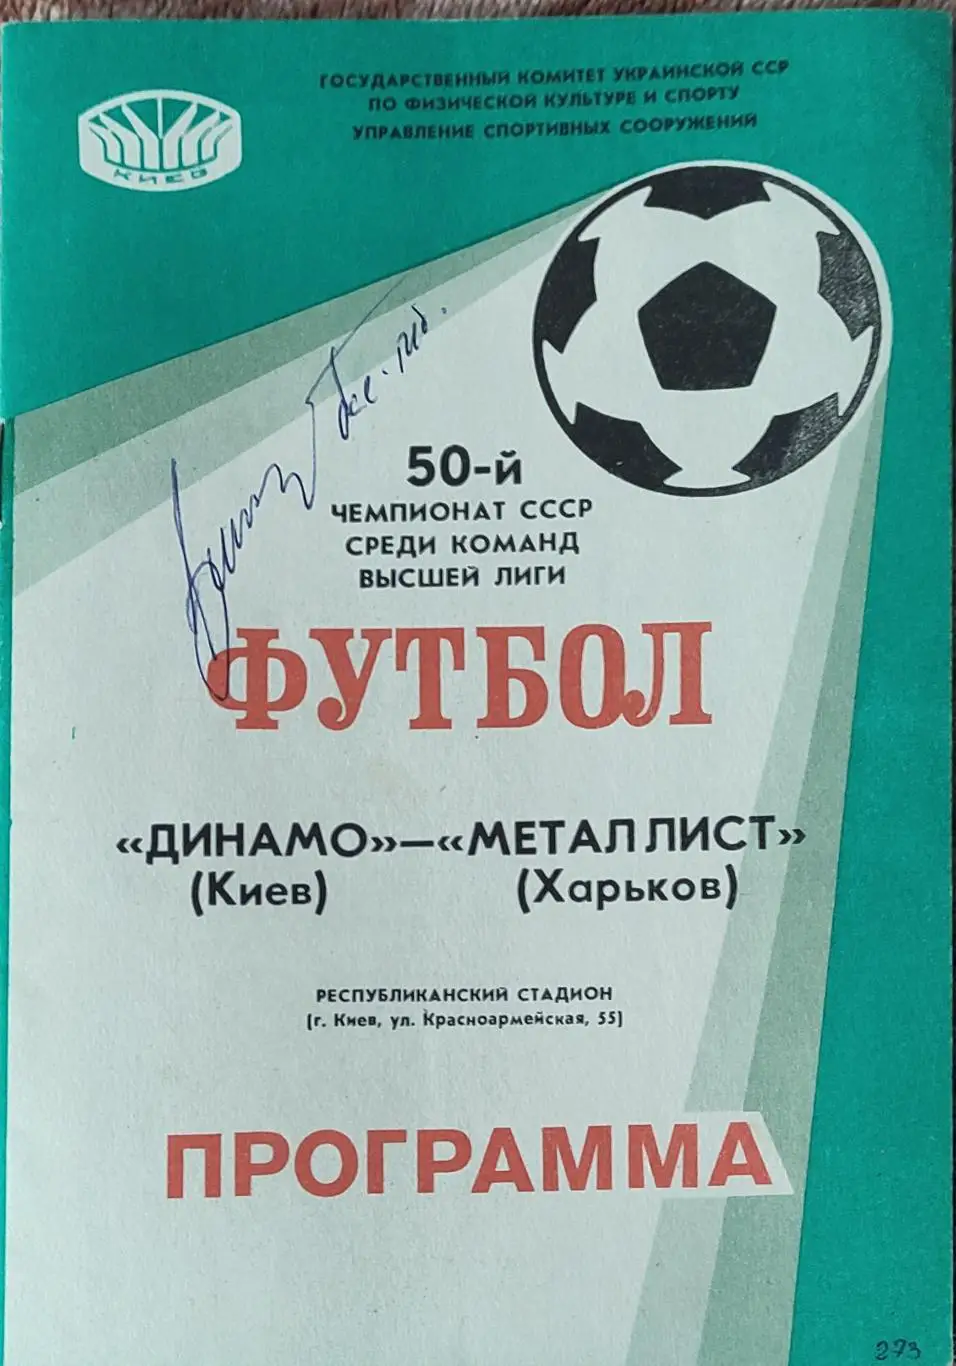 ГОСУДАРСТВЕННЫЙ КОМИТЕТ УКРАИНСКОЙ ССР
ПО ФИЗИЧЕСКОЙ КУЛЬТУРЕ И СПОРТУ
УПРАВЛЕНИЕ СПОРТИВНЫХ СООРУЖЕНИЙ
КИЕВ
50-й
ЧЕМПИОНАТ СССР
СРЕДИ КОМАНД
ВЫСШЕЙ ЛИГИ
ФУТБОЛ
«ДИНАМО»—«МЕТАЛЛИСТ»
(Киев) (Харьков)
РЕСПУБЛИКАНСКИЙ СТАДИОН
(г. Киев, ул. Красноармейская, 55)
ПРОГРАММА
273